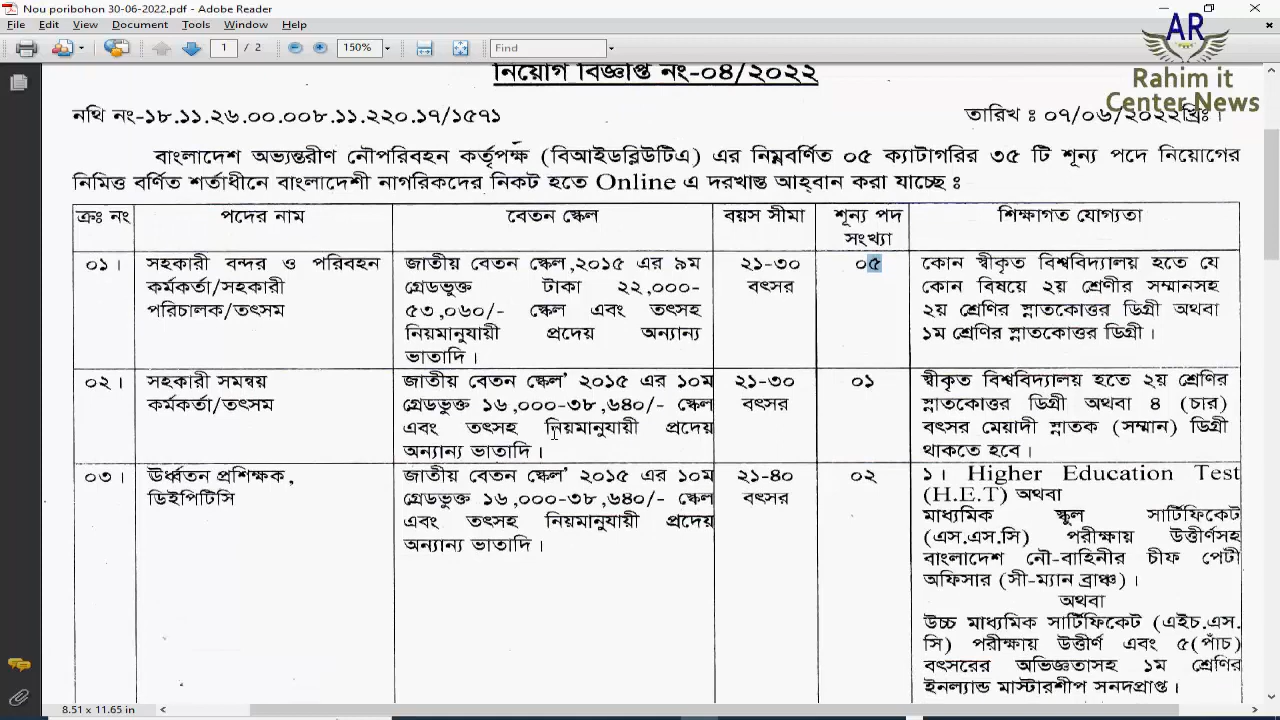 Nou poribohon 30-06-2022.pdf - Adobe Reader
File Edit View Document Tools Window Help
1 / 2 150% Find
AR
Rahim it
Center News
নিয়োগ বিজ্ঞপ্তি নং-০৪/২০২২
নথি নং-১৮.১১.২৬.০০.০০৮.১১.২২০.১৭/১৫৭১ তারিখ ঃ ০৭/০৬/২০২২খ্রিঃ।
বাংলাদেশ অভ্যন্তরীণ নৌপরিবহন কর্তৃপক্ষ (বিআইডব্লিউটিএ) এর নিম্নবর্ণিত ০৫ ক্যাটাগরির ৩৫ টি শূন্য পদে নিয়োগের
নিমিত্ত বর্ণিত শর্তাধীনে বাংলাদেশী নাগরিকদের নিকট হতে Online এ দরখাস্ত আহ্‌বান করা যাচ্ছে ঃ
ক্রঃ নং পদের নাম বেতন স্কেল বয়স সীমা শূন্য পদ শিক্ষাগত যোগ্যতা
সংখ্যা
০১। সহকারী বন্দর ও পরিবহন জাতীয় বেতন স্কেল,২০১৫ এর ৯ম ২১-৩০ ০৫ কোন স্বীকৃত বিশ্ববিদ্যালয় হতে যে
কর্মকর্তা/সহকারী গ্রেডভুক্ত টাকা ২২,০০০- বৎসর কোন বিষয়ে ২য় শ্রেণীর সম্মানসহ
পরিচালক/তৎসম ৫৩,০৬০/- স্কেল এবং তৎসহ ২য় শ্রেণির স্নাতকোত্তর ডিগ্রী অথবা
নিয়মানুযায়ী প্রদেয় অন্যান্য ১ম শ্রেণির স্নাতকোত্তর ডিগ্রী।
ভাতাদি।
০২। সহকারী সমন্বয় জাতীয় বেতন স্কেল’ ২০১৫ এর ১০ম ২১-৩০ ০১ স্বীকৃত বিশ্ববিদ্যালয় হতে ২য় শ্রেণির
কর্মকর্তা/তৎসম গ্রেডভুক্ত ১৬,০০০-৩৮,৬৪০/- স্কেল বৎসর স্নাতকোত্তর ডিগ্রী অথবা ৪ (চার)
এবং তৎসহ নিয়মানুযায়ী প্রদেয় বৎসর মেয়াদী স্নাতক (সম্মান) ডিগ্রী
অন্যান্য ভাতাদি। থাকতে হবে।
০৩। ঊর্ধ্বতন প্রশিক্ষক, জাতীয় বেতন স্কেল’ ২০১৫ এর ১০ম ২১-৪০ ০২ ১। Higher Education Test
ডিইপিটিসি গ্রেডভুক্ত ১৬,০০০-৩৮,৬৪০/- স্কেল বৎসর (H.E.T) অথবা
এবং তৎসহ নিয়মানুযায়ী প্রদেয় মাধ্যমিক স্কুল সার্টিফিকেট
অন্যান্য ভাতাদি। (এস.এস.সি) পরীক্ষায় উত্তীর্ণসহ
বাংলাদেশ নৌ-বাহিনীর চীফ পেটী
অফিসার (সী-ম্যান ব্রাঞ্চ)।
অথবা
উচ্চ মাধ্যমিক সার্টিফিকেট (এইচ.এস.
সি) পরীক্ষায় উত্তীর্ণ এবং ৫(পাঁচ)
বৎসরের অভিজ্ঞতাসহ ১ম শ্রেণির
ইনল্যান্ড মাস্টারশীপ সনদপ্রাপ্ত।
8.51 x 11.65 in